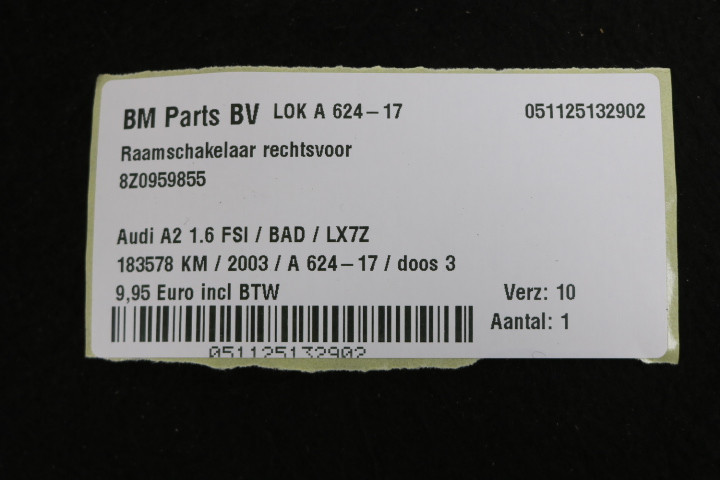 BM Parts BV LOK A 624-17 051125132902
Raamschakelaar rechtsvoor
8Z0959855
Audi A2 1.6 FSI / BAD / LX7Z
183578 KM / 2003 / A 624-17 / doos 3
9,95 Euro incl BTW Verz: 10
Aantal: 1
051125132902